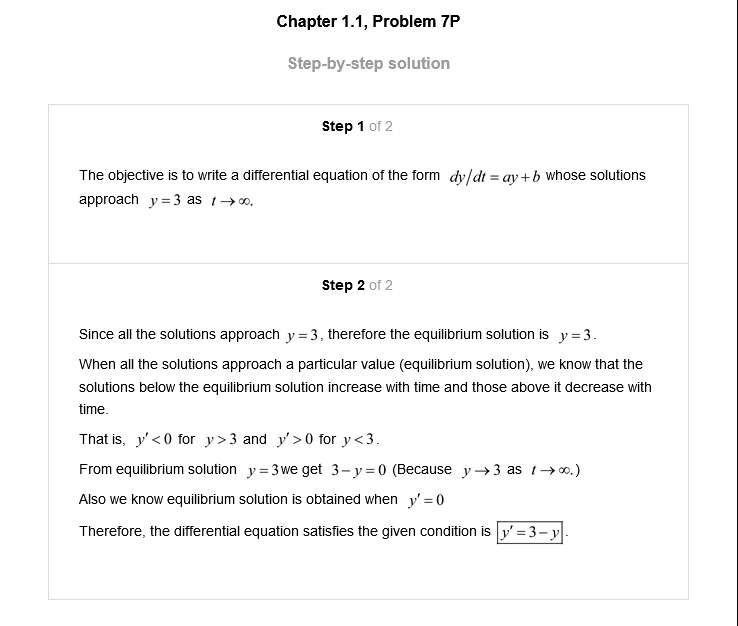 Chapter 1.1, Problem 7P
Step-by-step solution
Step 1 of 2
The objective is to write a differential equation of the form dy/dt = ay + b whose solutions
approach y = 3 as t → ∞.
Step 2 of 2
Since all the solutions approach y = 3, therefore the equilibrium solution is y = 3.
When all the solutions approach a particular value (equilibrium solution), we know that the
solutions below the equilibrium solution increase with time and those above it decrease with
time.
That is, y′ < 0 for y > 3 and y′ > 0 for y < 3.
From equilibrium solution y = 3 we get 3 − y = 0 (Because y → 3 as t → ∞.)
Also we know equilibrium solution is obtained when y′ = 0
Therefore, the differential equation satisfies the given condition is y′ = 3 − y.